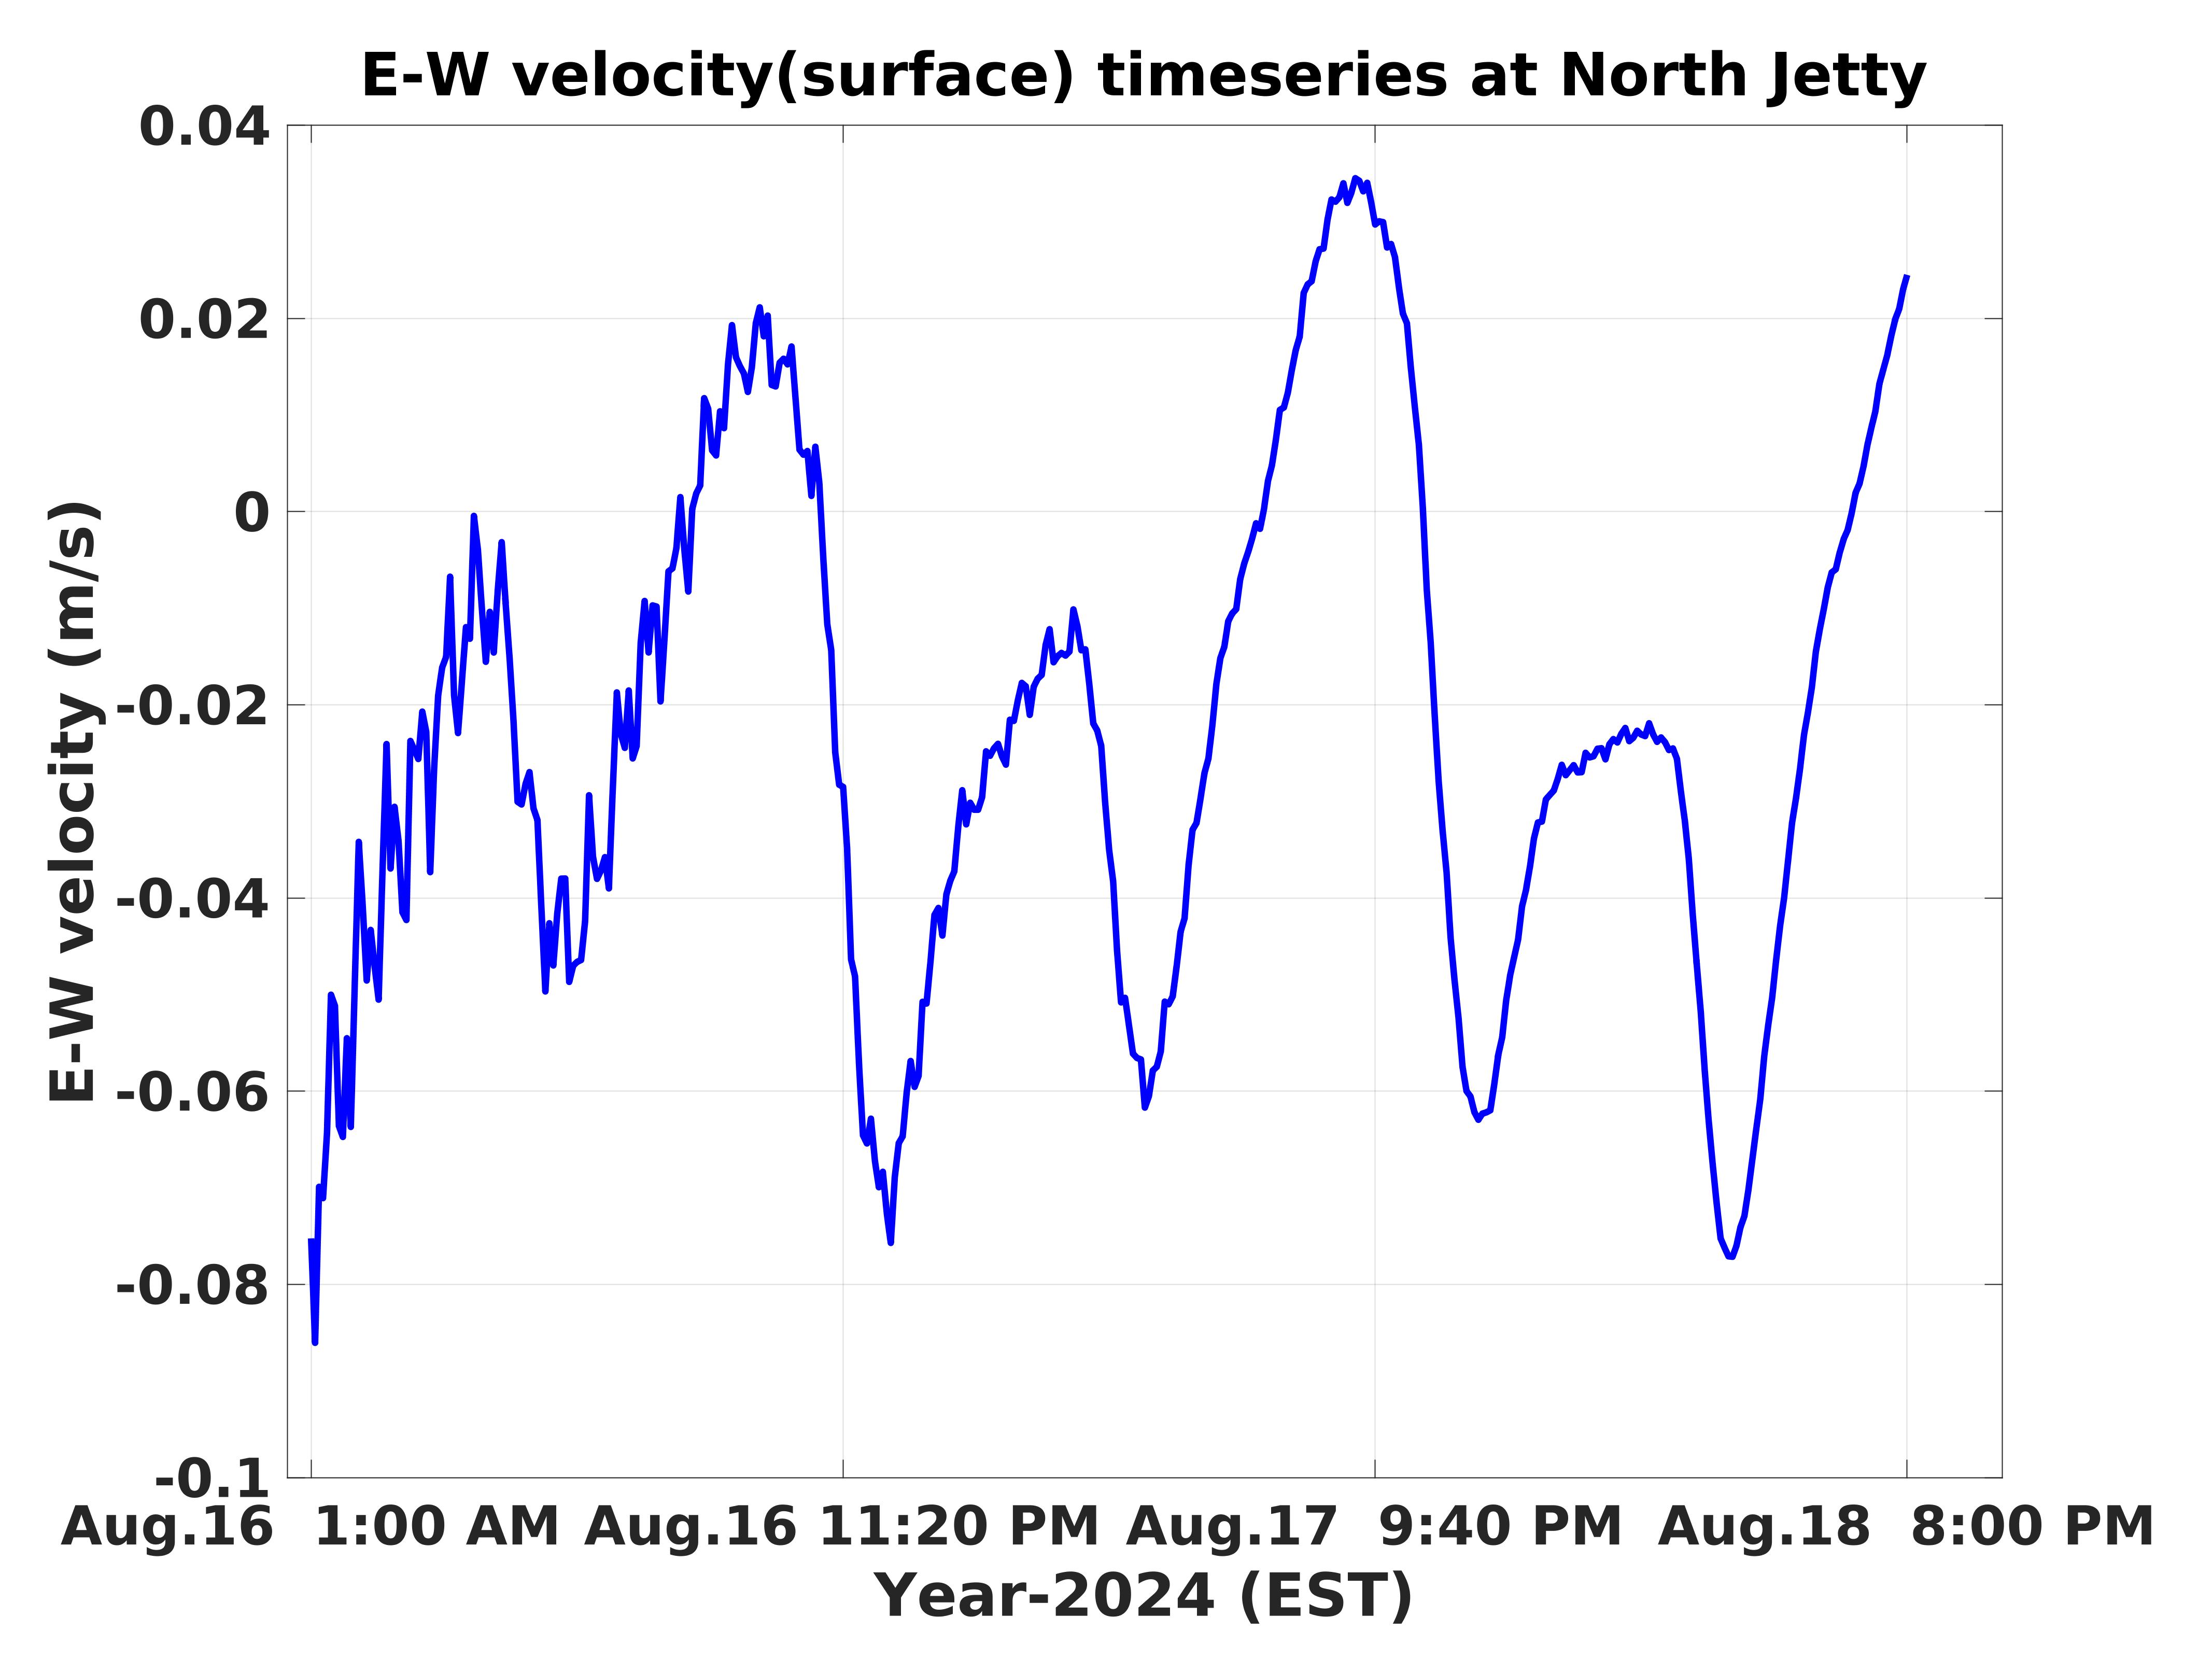 E-W velocity(surface) timeseries at North Jetty
E-W velocity (m/s)
0.04
0.02
0
-0.02
-0.04
-0.06
-0.08
-0.1
Aug.16 1:00 AM Aug.16 11:20 PM Aug.17 9:40 PM Aug.18 8:00 PM
Year-2024 (EST)